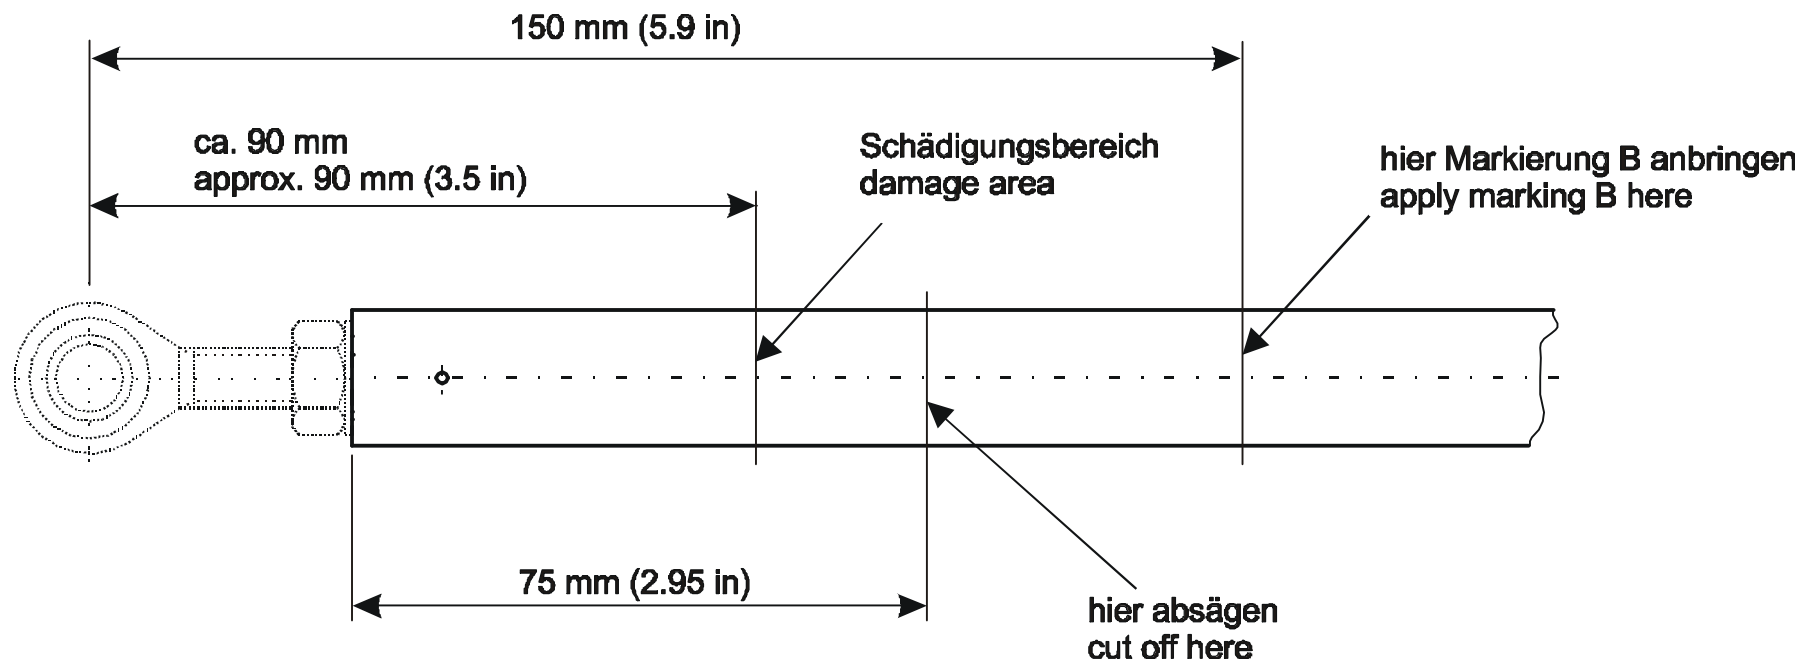 150 mm (5.9 in)
ca. 90 mm
approx. 90 mm (3.5 in)
Schädigungsbereich
damage area
hier Markierung B anbringen
apply marking B here
75 mm (2.95 in)
hier absägen
cut off here